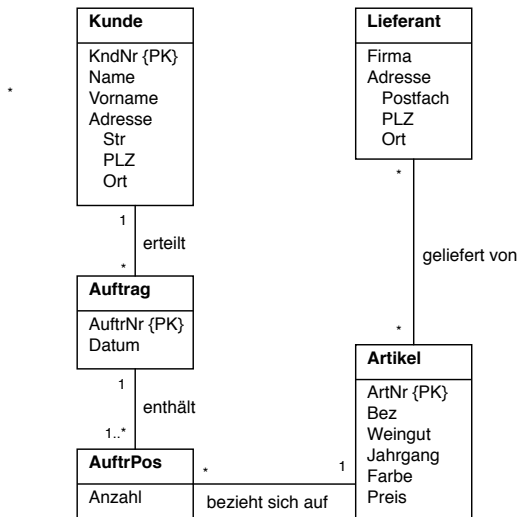 Kunde
KndNr {PK}
Name
Vorname
Adresse
Str
PLZ
Ort
*
1
erteilt
*
Auftrag
AuftrNr {PK}
Datum
1
enthält
1..*
AuftrPos
Anzahl
*
1
bezieht sich auf
Lieferant
Firma
Adresse
Postfach
PLZ
Ort
*
geliefert von
*
Artikel
ArtNr {PK}
Bez
Weingut
Jahrgang
Farbe
Preis